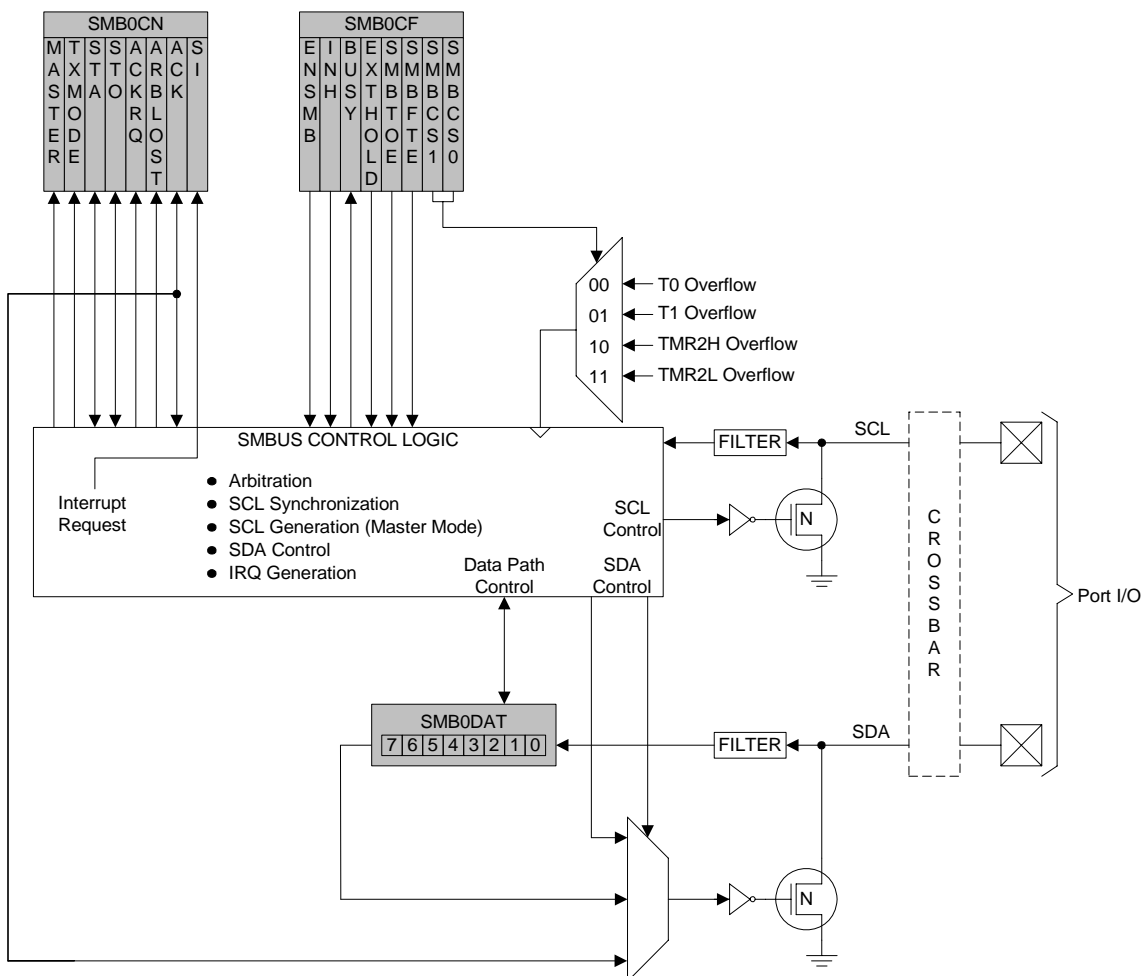 SMB0CN
MASTER
TXMODE
STA
STO
ACKRQ
ARBLOST
ACK
SI
SMB0CF
ENSMB
INH
BUSY
EXTHOLD
SMBTOE
SMBFTE
SMBCS1
SMBCS0
00
01
10
11
T0 Overflow
T1 Overflow
TMR2H Overflow
TMR2L Overflow
SMBUS CONTROL LOGIC
Interrupt
Request
● Arbitration
● SCL Synchronization
● SCL Generation (Master Mode)
● SDA Control
● IRQ Generation
Data Path
Control
SCL
Control
SDA
Control
FILTER
SCL
N
CROSSBAR
Port I/O
SMB0DAT
7 6 5 4 3 2 1 0
FILTER
SDA
N